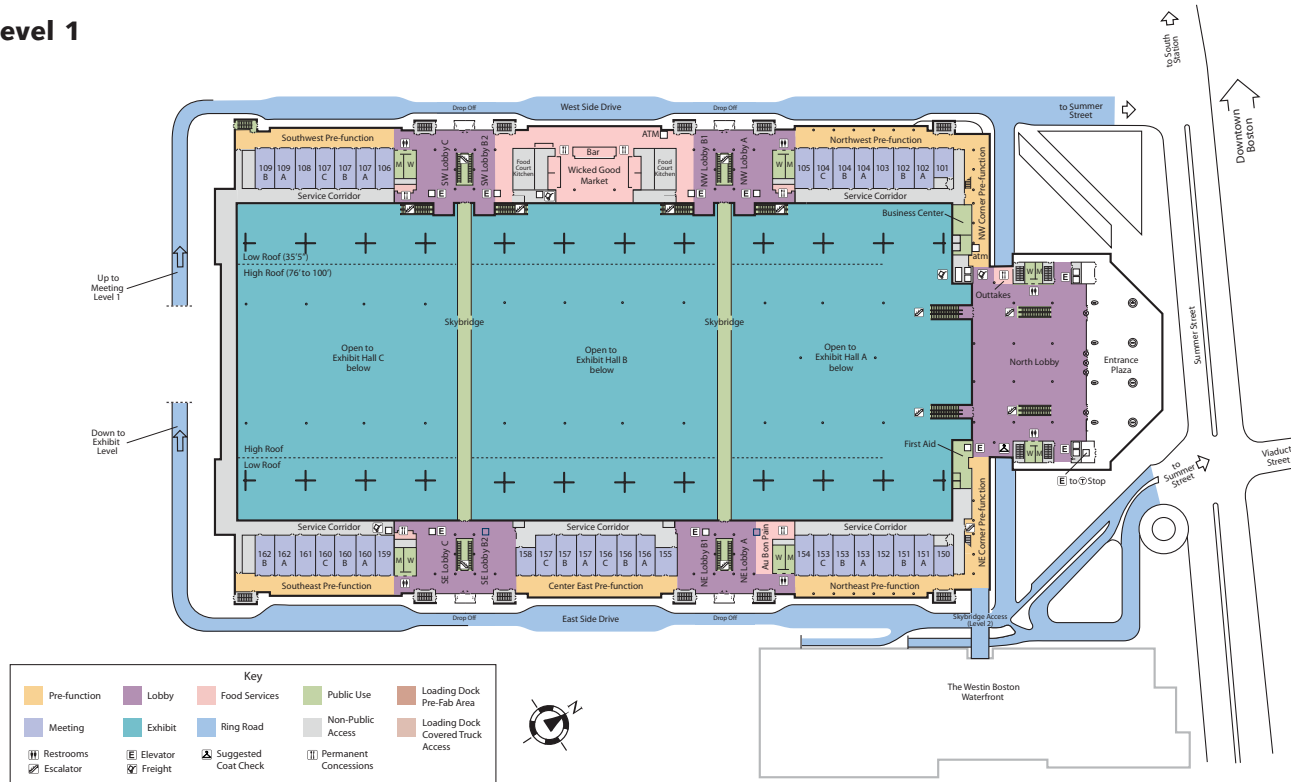 evel 1
to South
Station
Downtown
Boston
Drop Off
West Side Drive
Drop Off
to Summer
Street
Southwest Pre-function
109
B
109
A
108
107
C
107
B
107
A
106
M W
E
SW Lobby C
SW Lobby B2
E
Food
Court
Kitchen
Bar
Wicked Good
Market
ATM
Food
Court
Kitchen
NW Lobby B1
NW Lobby A
E
E
M W
Northwest Pre-function
105
104
C
104
B
104
A
103
102
B
102
A
101
NW Corner Pre-function
Service Corridor
Service Corridor
Business Center
atm
Low Roof (35'5")
High Roof (76' to 100')
Up to
Meeting
Level 1
Outtakes
W M
E
Skybridge
Skybridge
Open to
Exhibit Hall C
below
Open to
Exhibit Hall B
below
Open to
Exhibit Hall A
below
North Lobby
Entrance
Plaza
Summer Street
Down to
Exhibit
Level
High Roof
Low Roof
First Aid
E
W M
E
E to T Stop
to
Summer
Street
Viaduct
Street
Service Corridor
Service Corridor
Service Corridor
162
B
162
A
161
160
C
160
B
160
A
159
M W
E
SE Lobby C
SE Lobby B2
158
157
C
157
B
157
A
156
C
156
B
156
A
155
E
NE Lobby B1
NE Lobby A
Au Bon Pain
M W
154
153
C
153
B
153
A
152
151
B
151
A
150
NE Corner Pre-function
Southeast Pre-function
Center East Pre-function
Northeast Pre-function
Drop Off
East Side Drive
Drop Off
Skybridge Access
(Level 2)
The Westin Boston
Waterfront
N
Key
Pre-function
Lobby
Food Services
Public Use
Loading Dock
Pre-Fab Area
Meeting
Exhibit
Ring Road
Non-Public
Access
Loading Dock
Covered Truck
Access
Restrooms
E Elevator
Suggested
Coat Check
Permanent
Concessions
Escalator
Freight